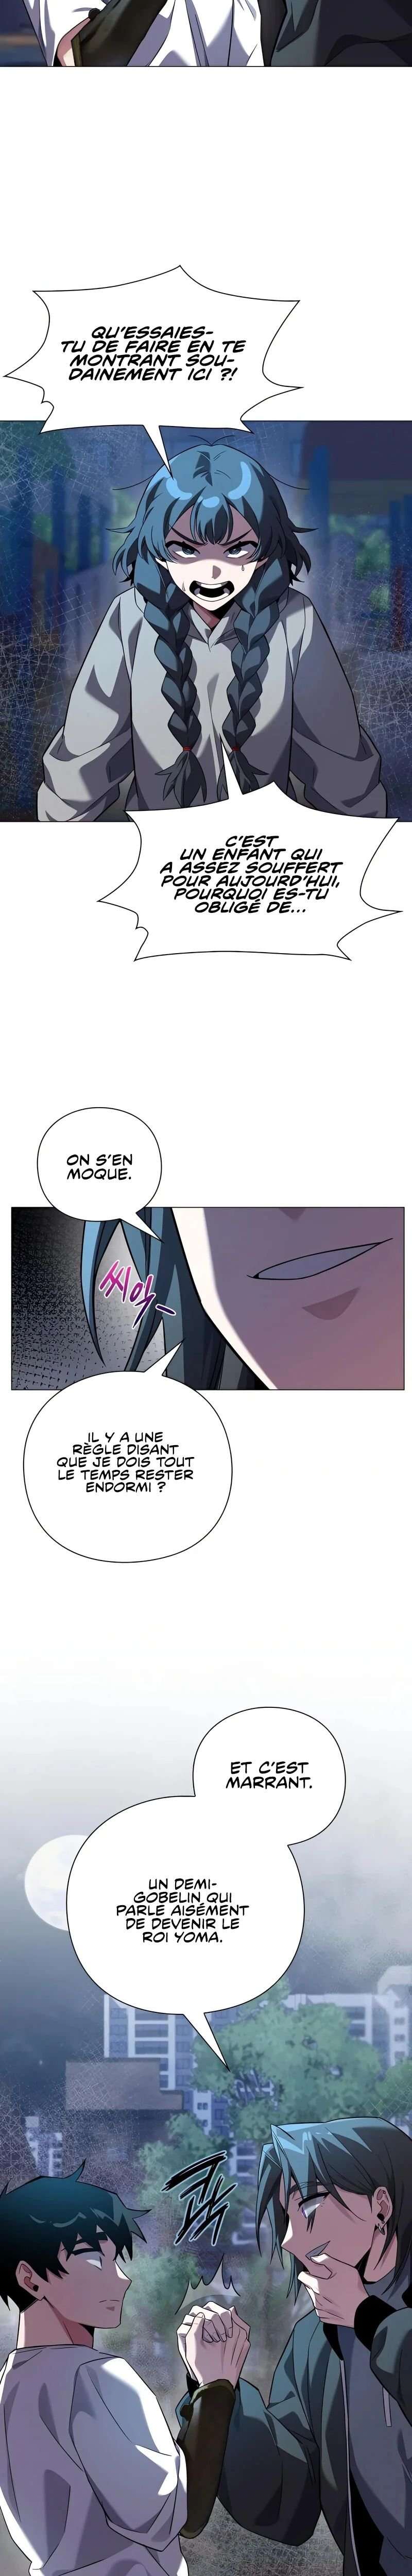 QU'ESSAIES-
TU DE FAIRE EN TE
MONTRANT SOU-
DAINEMENT ICI ?!
C'EST
UN ENFANT QUI
A ASSEZ SOUFFERT
POUR AUJOURD'HUI,
POURQUOI ES-TU
OBLIGÉ DE...
ON S'EN
MOQUE.
씨익
IL Y A UNE
RÈGLE DISANT
QUE JE DOIS TOUT
LE TEMPS RESTER
ENDORMI ?
ET C'EST
MARRANT.
UN DEMI-
GOBELIN QUI
PARLE AISÉMENT
DE DEVENIR LE
ROI YOMA.